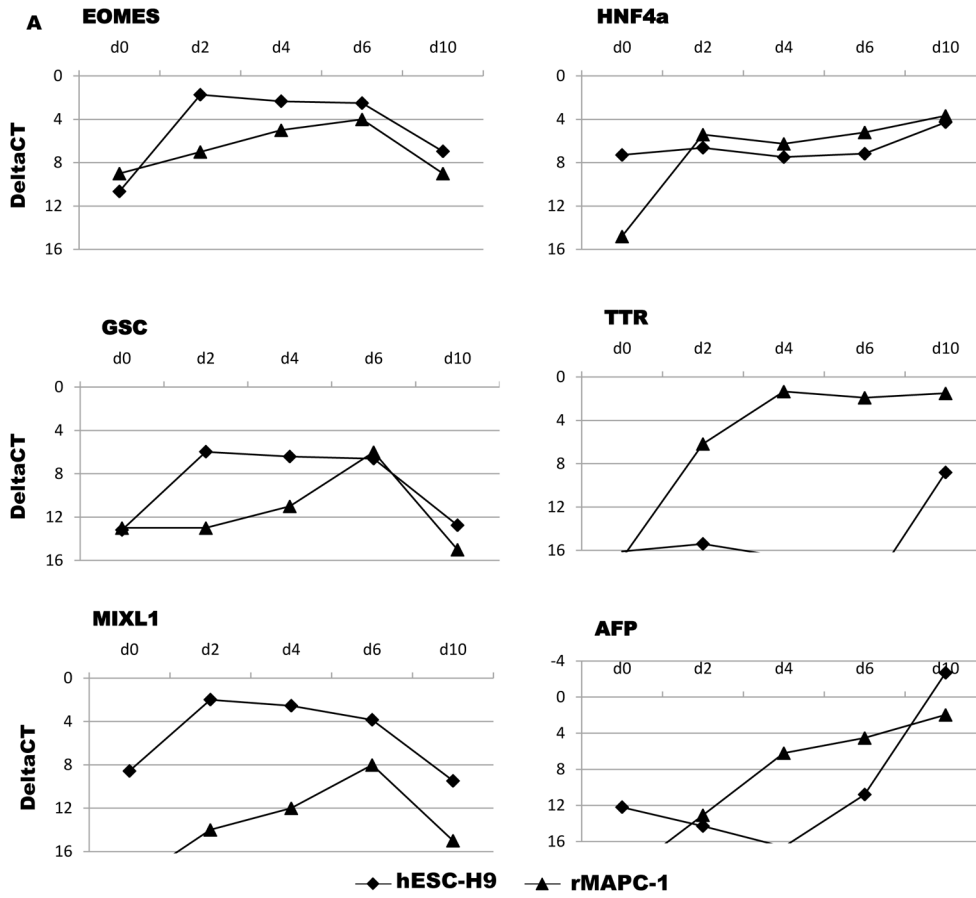 A
EOMES
d0 d2 d4 d6 d10
0
4
8
12
16
DeltaCT
HNF4a
d0 d2 d4 d6 d10
0
4
8
12
16
GSC
d0 d2 d4 d6 d10
0
4
8
12
16
DeltaCT
TTR
d0 d2 d4 d6 d10
0
4
8
12
16
MIXL1
d0 d2 d4 d6 d10
0
4
8
12
16
DeltaCT
AFP
d0 d2 d4 d6 d10
-4
0
4
8
12
16
hESC-H9 rMAPC-1